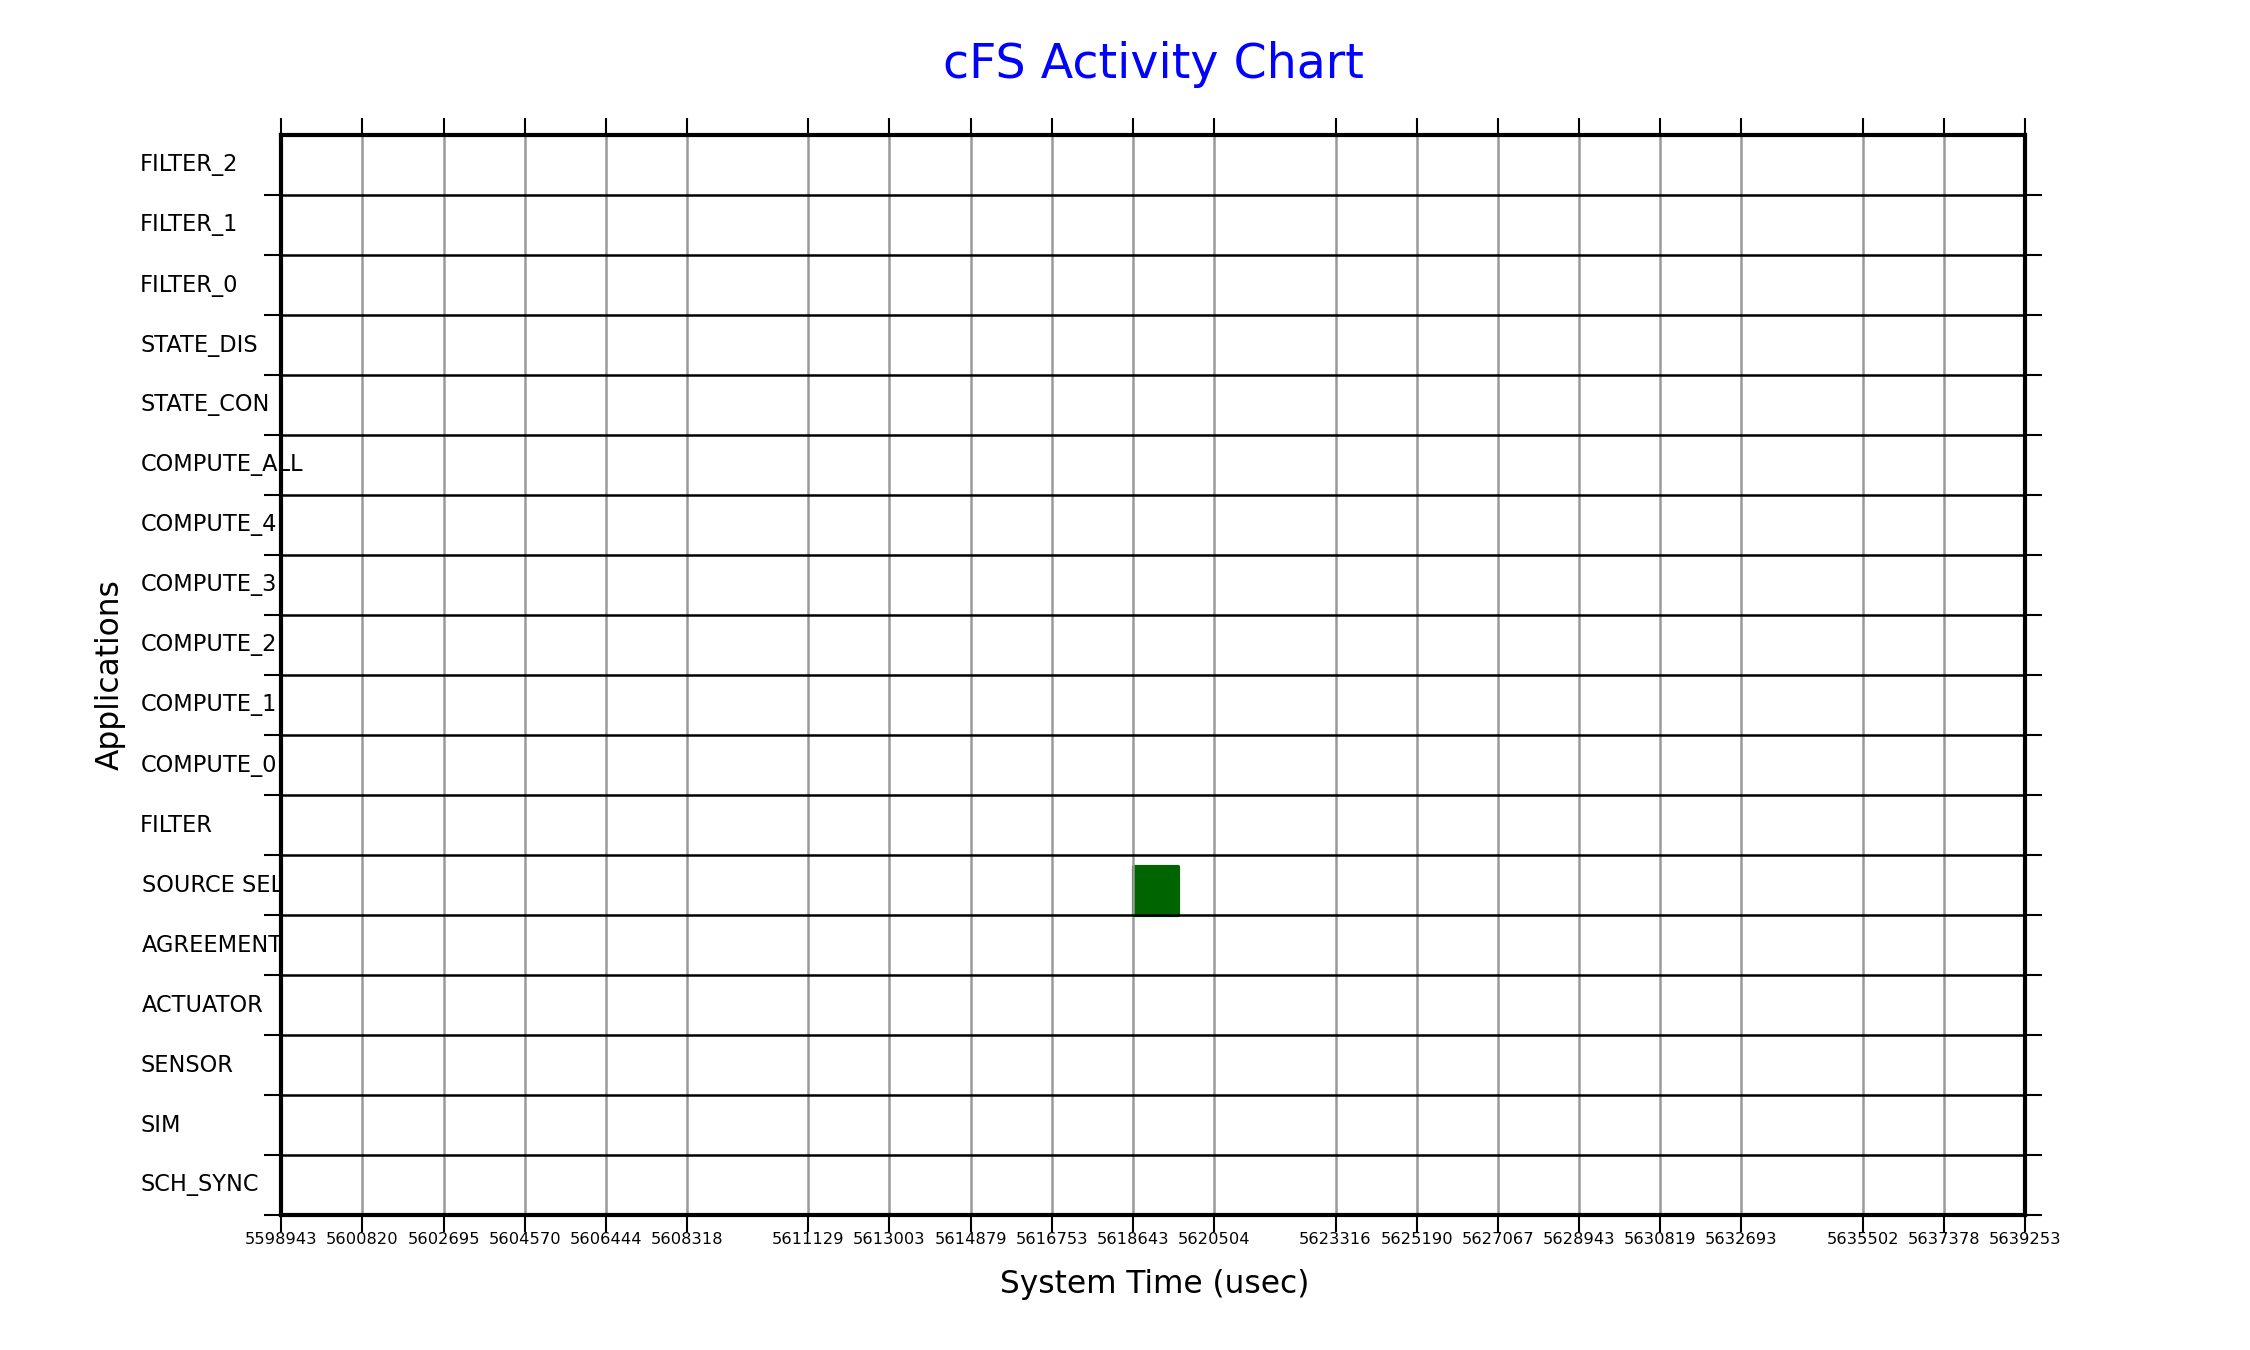 cFS Activity Chart
FILTER_2
FILTER_1
FILTER_0
STATE_DIS
STATE_CON
COMPUTE_ALL
COMPUTE_4
COMPUTE_3
COMPUTE_2
COMPUTE_1
COMPUTE_0
FILTER
SOURCE SEL
AGREEMENT
ACTUATOR
SENSOR
SIM
SCH_SYNC
Applications
5598943 5600820 5602695 5604570 5606444 5608318 5611129 5613003 5614879 5616753 5618643 5620504 5623316 5625190 5627067 5628943 5630819 5632693 5635502 5637378 5639253
System Time (usec)